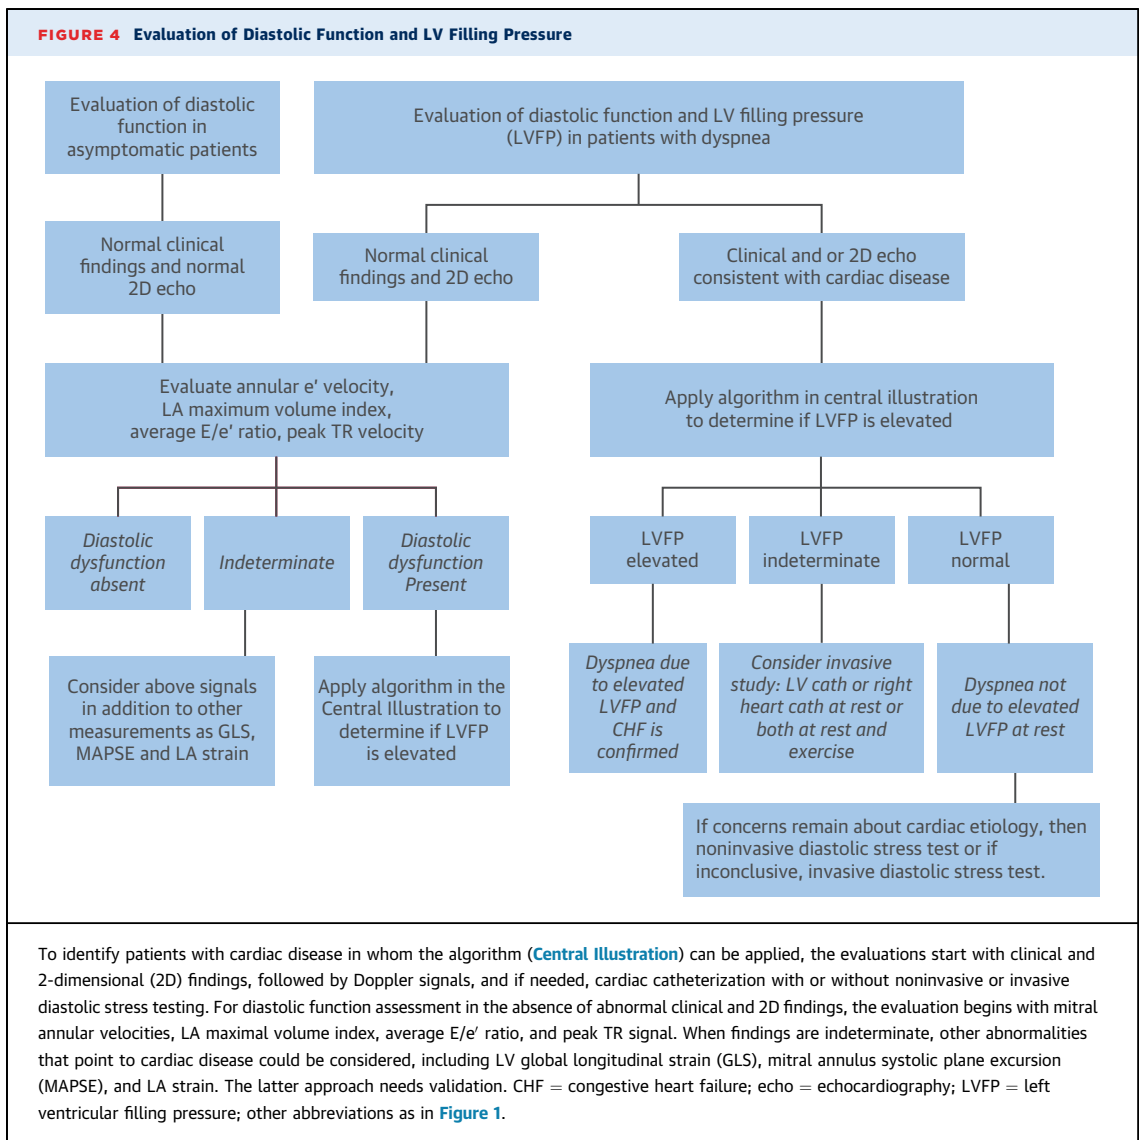 FIGURE 4 Evaluation of Diastolic Function and LV Filling Pressure
Evaluation of diastolic
function in
asymptomatic patients
Evaluation of diastolic function and LV filling pressure
(LVFP) in patients with dyspnea
Normal clinical
findings and normal
2D echo
Normal clinical
findings and 2D echo
Clinical and or 2D echo
consistent with cardiac disease
Evaluate annular e′ velocity,
LA maximum volume index,
average E/e′ ratio, peak TR velocity
Apply algorithm in central illustration
to determine if LVFP is elevated
Diastolic
dysfunction
absent
Indeterminate
Diastolic
dysfunction
Present
LVFP
elevated
LVFP
indeterminate
LVFP
normal
Consider above signals
in addition to other
measurements as GLS,
MAPSE and LA strain
Apply algorithm in the
Central Illustration to
determine if LVFP
is elevated
Dyspnea due
to elevated
LVFP and
CHF is
confirmed
Consider invasive
study: LV cath or right
heart cath at rest or
both at rest and
exercise
Dyspnea not
due to elevated
LVFP at rest
If concerns remain about cardiac etiology, then
noninvasive diastolic stress test or if
inconclusive, invasive diastolic stress test.
To identify patients with cardiac disease in whom the algorithm (Central Illustration) can be applied, the evaluations start with clinical and
2-dimensional (2D) findings, followed by Doppler signals, and if needed, cardiac catheterization with or without noninvasive or invasive
diastolic stress testing. For diastolic function assessment in the absence of abnormal clinical and 2D findings, the evaluation begins with mitral
annular velocities, LA maximal volume index, average E/e′ ratio, and peak TR signal. When findings are indeterminate, other abnormalities
that point to cardiac disease could be considered, including LV global longitudinal strain (GLS), mitral annulus systolic plane excursion
(MAPSE), and LA strain. The latter approach needs validation. CHF = congestive heart failure; echo = echocardiography; LVFP = left
ventricular filling pressure; other abbreviations as in Figure 1.